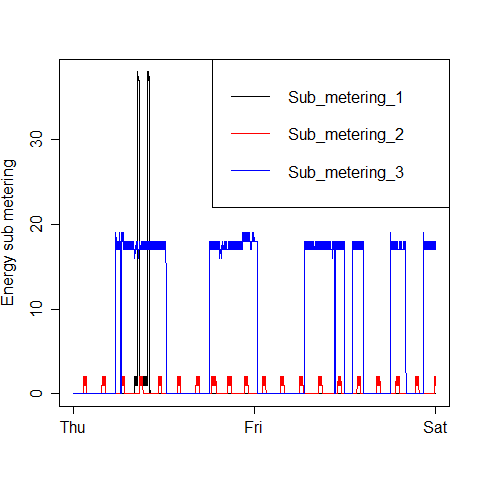 Sub_metering_1
Sub_metering_2
Sub_metering_3
Energy sub metering
30
20
10
0
Thu Fri Sat